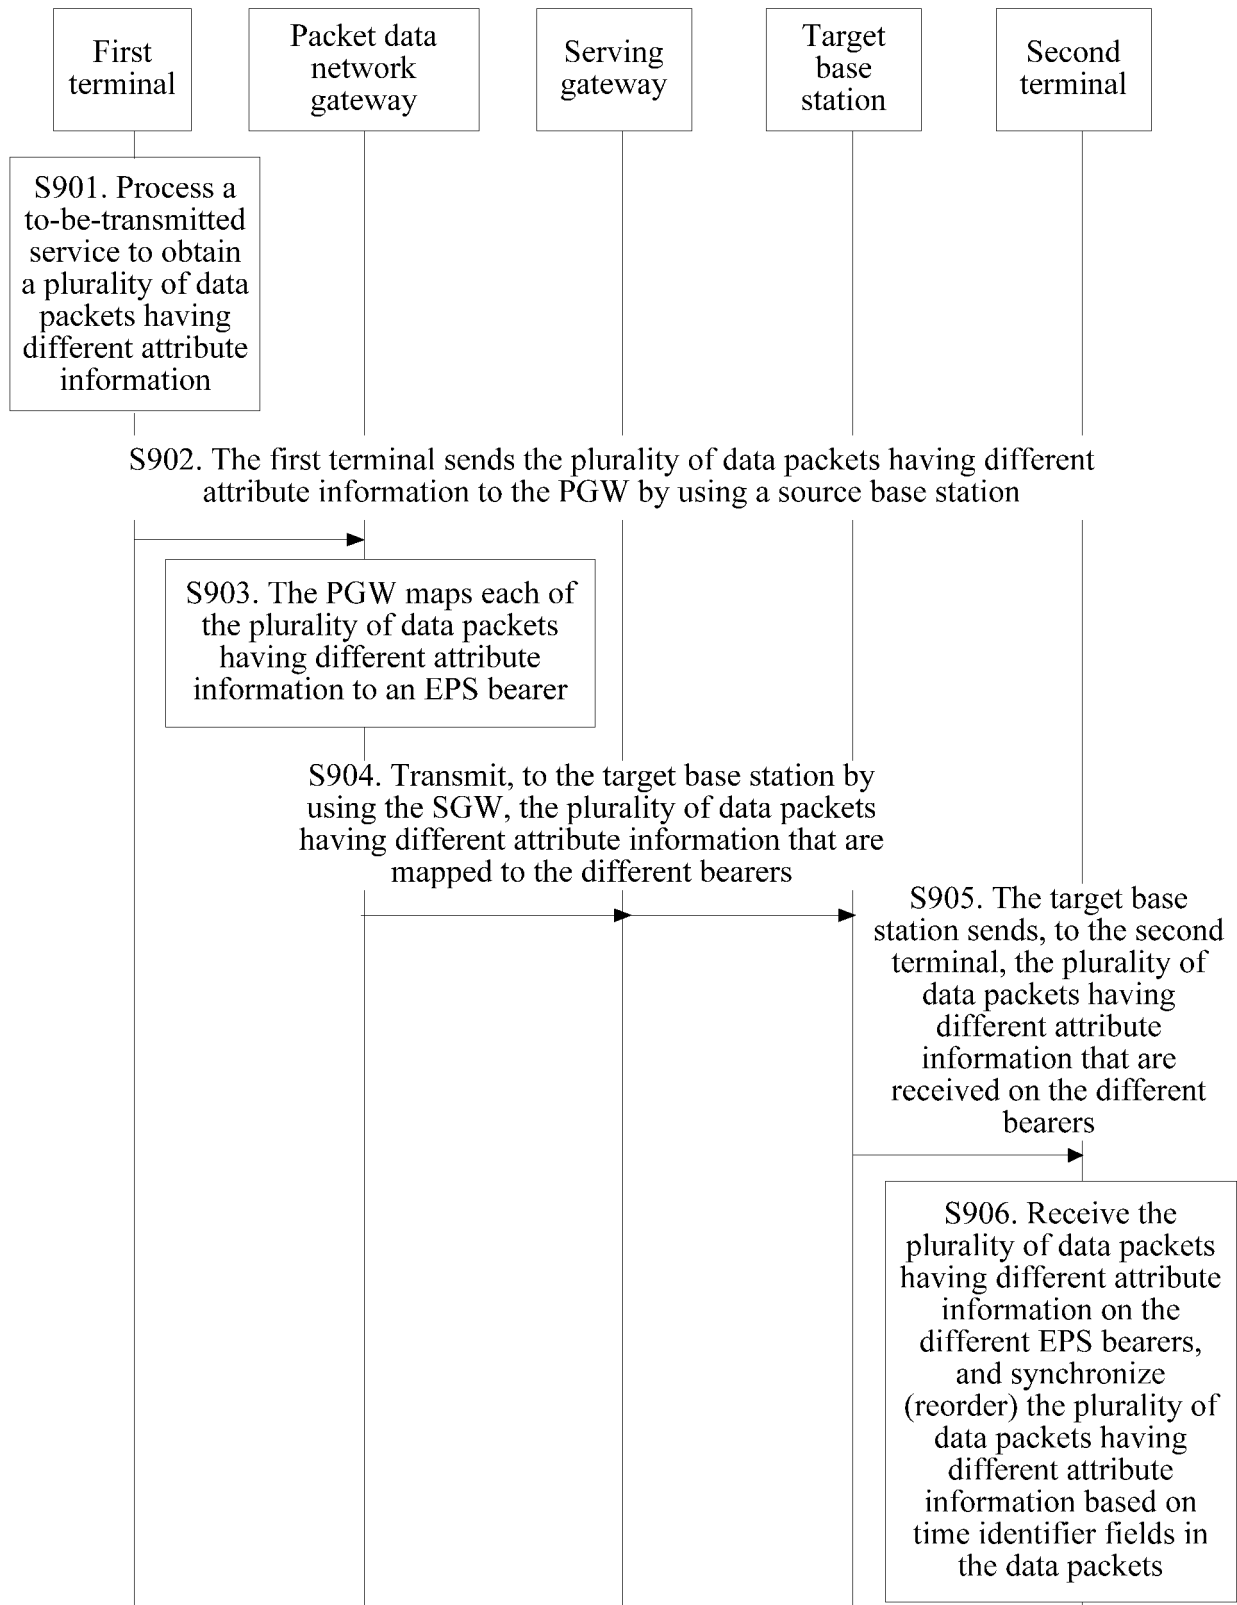 First
terminal
Packet data
network
gateway
Serving
gateway
Target
base
station
Second
terminal
S901. Process a
to-be-transmitted
service to obtain
a plurality of data
packets having
different attribute
information
S902. The first terminal sends the plurality of data packets having different
attribute information to the PGW by using a source base station
S903. The PGW maps each of
the plurality of data packets
having different attribute
information to an EPS bearer
S904. Transmit, to the target base station by
using the SGW, the plurality of data packets
having different attribute information that are
mapped to the different bearers
S905. The target base
station sends, to the second
terminal, the plurality of
data packets having
different attribute
information that are
received on the different
bearers
S906. Receive the
plurality of data packets
having different attribute
information on the
different EPS bearers,
and synchronize
(reorder) the plurality of
data packets having
different attribute
information based on
time identifier fields in
the data packets